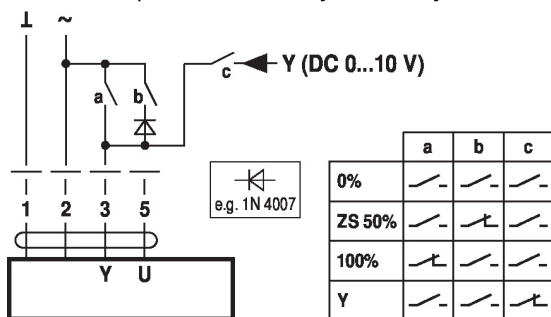 ⊥ ~
a b c Y (DC 0...10 V)
1 2 3 5
Y U
e.g. 1N 4007
a b c
0%
ZS 50%
100%
Y